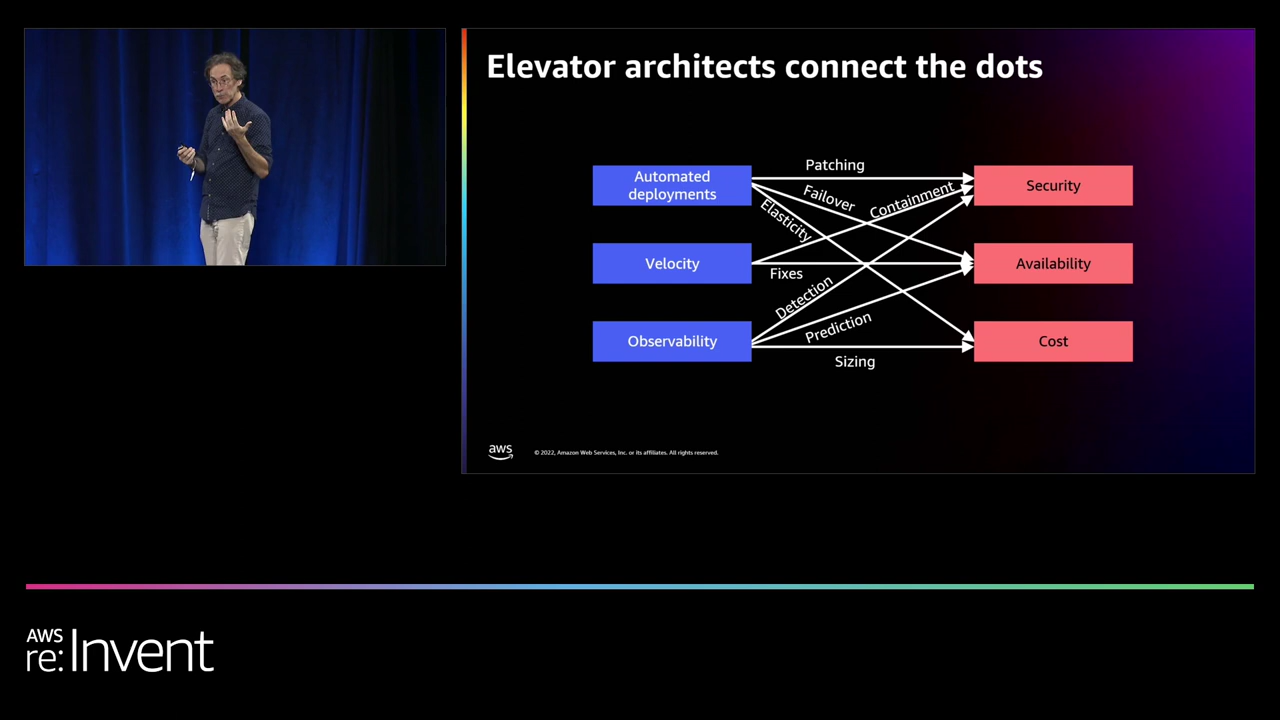 Elevator architects connect the dots
Automated
deployments
Velocity
Observability
Patching
Failover
Containment
Elasticity
Fixes
Detection
Prediction
Sizing
Security
Availability
Cost
aws
© 2022, Amazon Web Services, Inc. or its affiliates. All rights reserved.
AWS
re:Invent